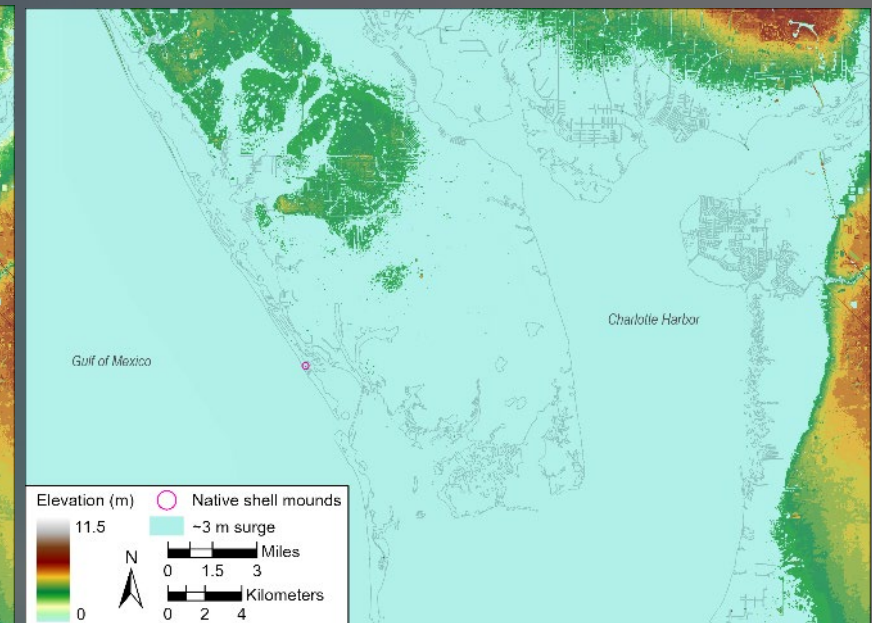 Charlotte Harbor
Gulf of Mexico
Elevation (m)
11.5
0
Native shell mounds
~3 m surge
N
Miles
0 1.5 3
Kilometers
0 2 4